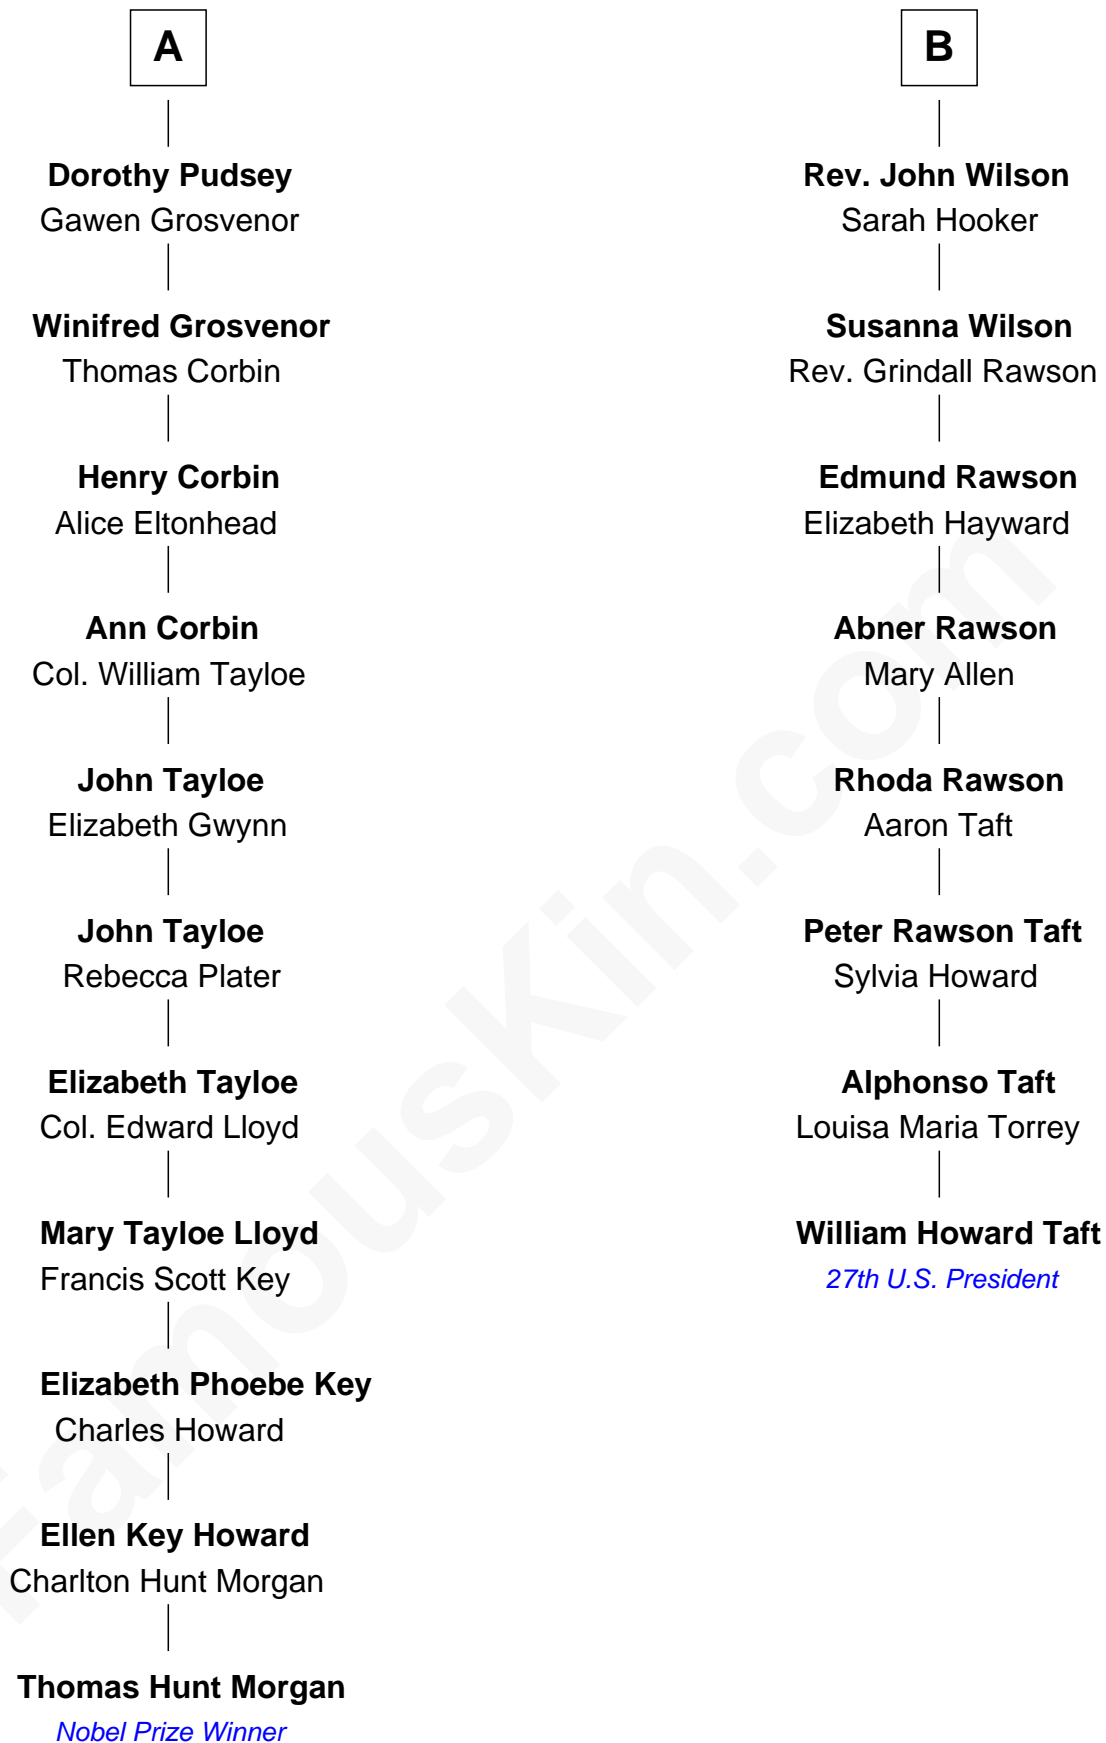 A
Dorothy Pudsey
Gawen Grosvenor
Winifred Grosvenor
Thomas Corbin
Henry Corbin
Alice Eltonhead
Ann Corbin
Col. William Tayloe
John Tayloe
Elizabeth Gwynn
John Tayloe
Rebecca Plater
Elizabeth Tayloe
Col. Edward Lloyd
Mary Tayloe Lloyd
Francis Scott Key
Elizabeth Phoebe Key
Charles Howard
Ellen Key Howard
Charlton Hunt Morgan
Thomas Hunt Morgan
Nobel Prize Winner
B
Rev. John Wilson
Sarah Hooker
Susanna Wilson
Rev. Grindall Rawson
Edmund Rawson
Elizabeth Hayward
Abner Rawson
Mary Allen
Rhoda Rawson
Aaron Taft
Peter Rawson Taft
Sylvia Howard
Alphonso Taft
Louisa Maria Torrey
William Howard Taft
27th U.S. President
FamousKin.com